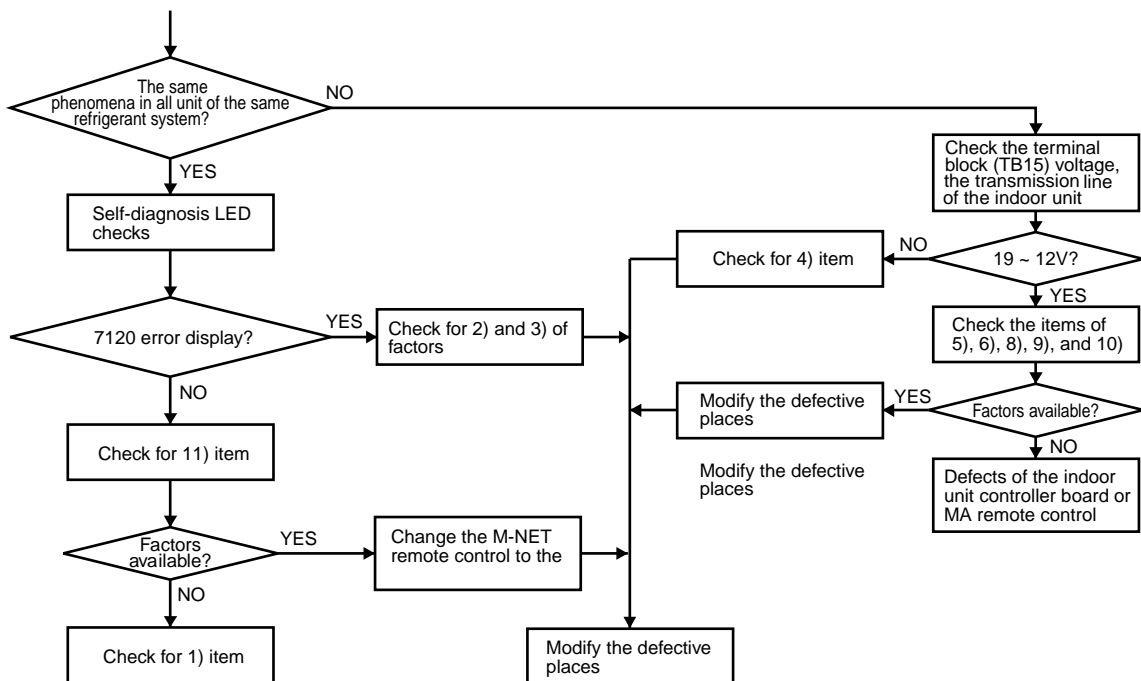 The same
phenomena in all unit of the same
refrigerant system?
NO
YES
Self-diagnosis LED
checks
7120 error display?
YES
Check for 2) and 3) of
factors
NO
Check for 11) item
Factors
available?
YES
Change the M-NET
remote control to the
NO
Check for 1) item
Check the terminal
block (TB15) voltage,
the transmission line
of the indoor unit
19 ~ 12V?
NO
Check for 4) item
YES
Check the items of
5), 6), 8), 9), and 10)
Factors available?
YES
Modify the defective
places
Modify the defective
places
NO
Defects of the indoor
unit controller board or
MA remote control
Modify the defective
places